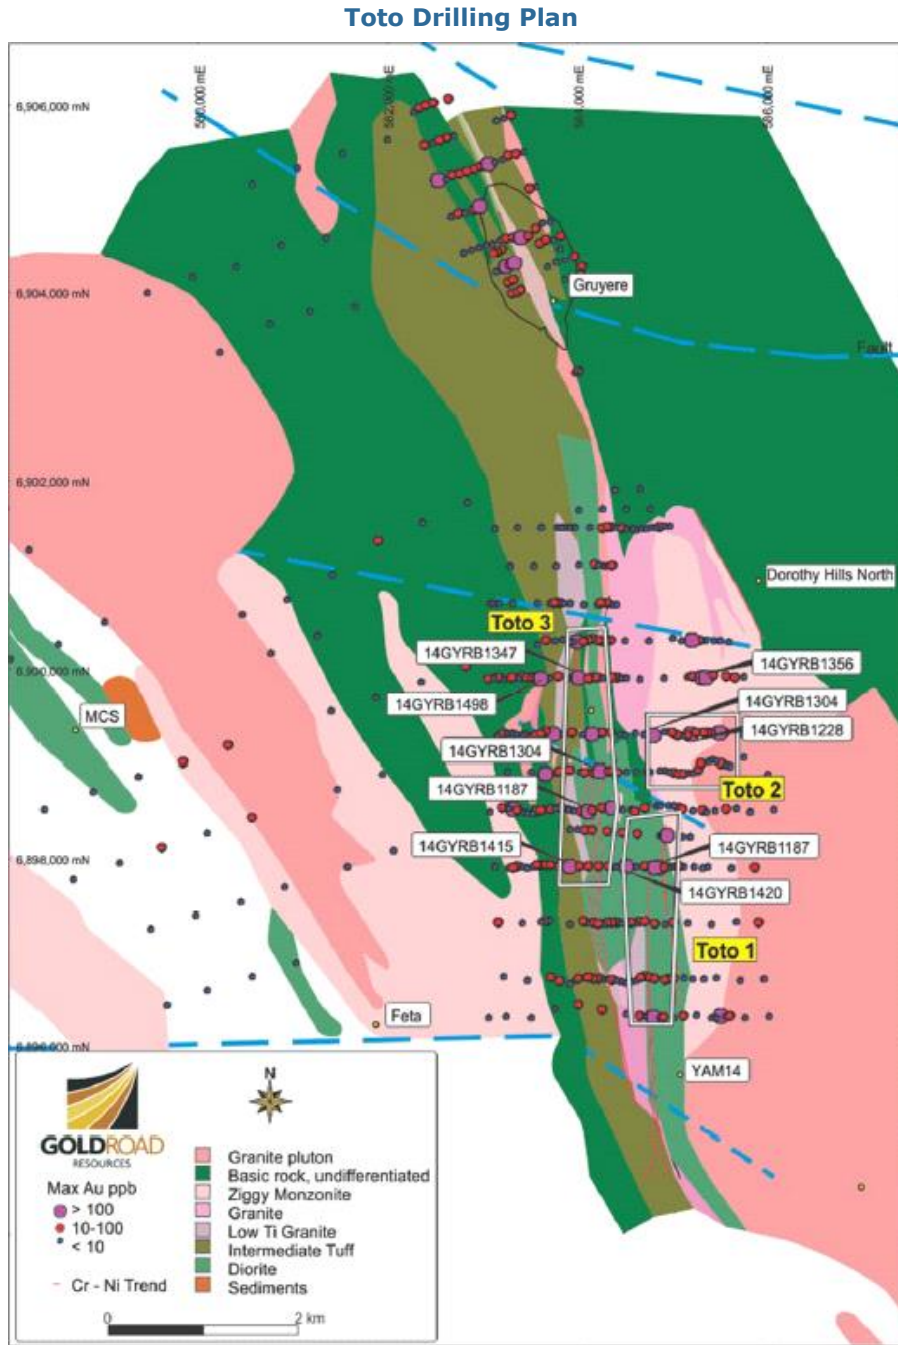 Toto Drilling Plan
580,000 mE
582,000 mE
584,000 mE
586,000 mE
6,906,000 mN
6,904,000 mN
Gruyere
Fault
6,902,000 mN
Dorothy Hills North
Toto 3
14GYRB1347
14GYRB1356
6,900,000 mN
14GYRB1498
14GYRB1304
MCS
14GYRB1228
14GYRB1304
14GYRB1187
Toto 2
14GYRB1415
14GYRB1187
6,898,000 mN
14GYRB1420
Toto 1
Feta
6,896,000 mN
YAM14
N
GOLDROAD
RESOURCES
Max Au ppb
> 100
10-100
< 10
Cr - Ni Trend
Granite pluton
Basic rock, undifferentiated
Ziggy Monzonite
Granite
Low Ti Granite
Intermediate Tuff
Diorite
Sediments
0
2 km